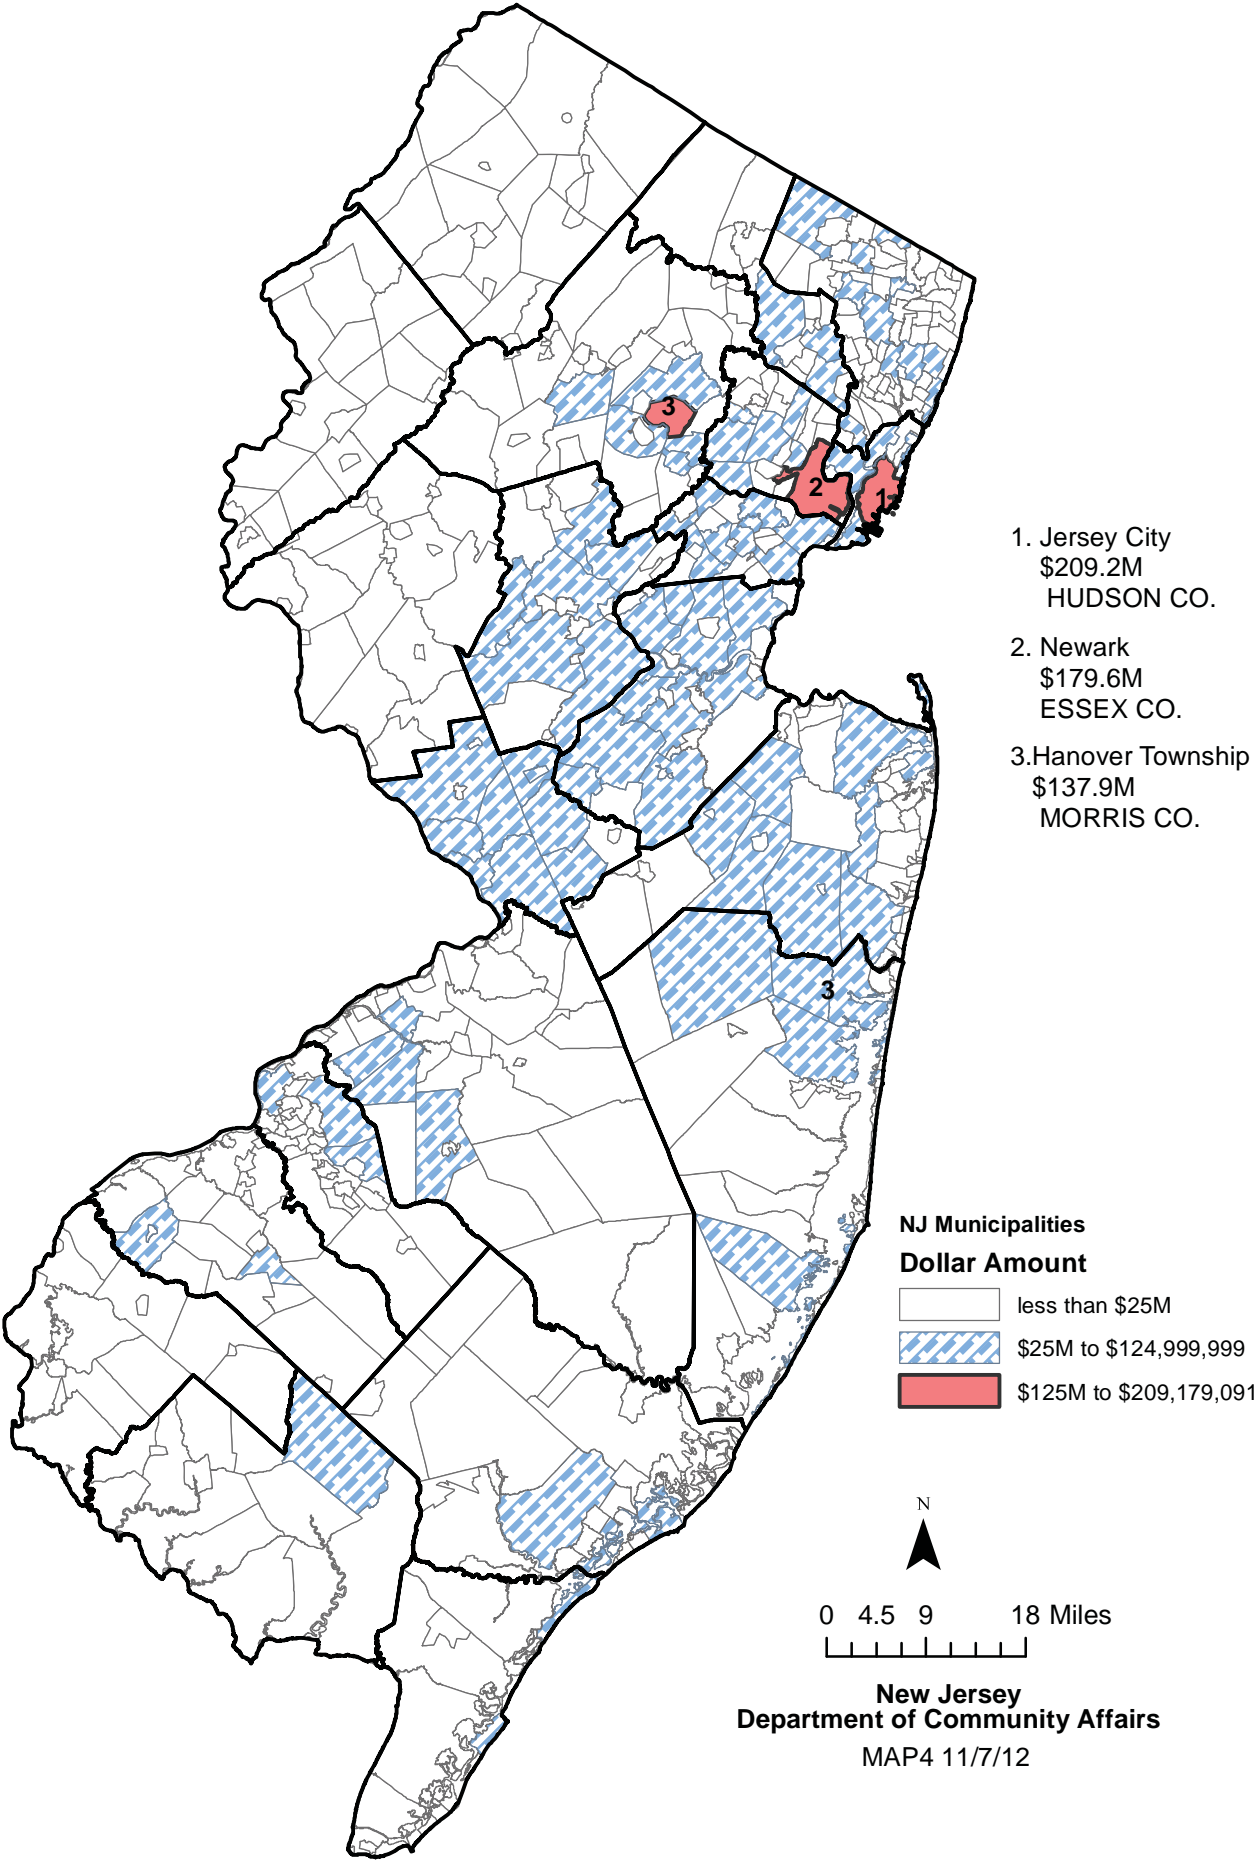 3
2
1
1. Jersey City
$209.2M
HUDSON CO.
2. Newark
$179.6M
ESSEX CO.
3.Hanover Township
$137.9M
MORRIS CO.
3
NJ Municipalities
Dollar Amount
less than $25M
$25M to $124,999,999
$125M to $209,179,091
N
0 4.5 9 18 Miles
New Jersey
Department of Community Affairs
MAP4 11/7/12